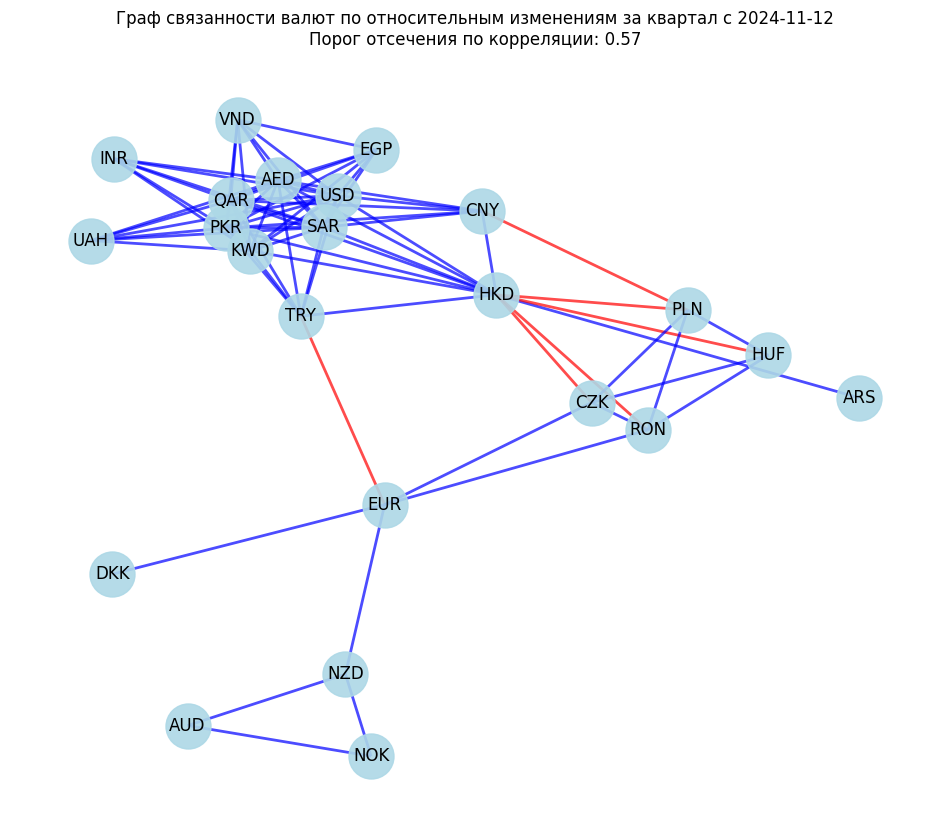 Граф связанности валют по относительным изменениям за квартал с 2024-11-12
Порог отсечения по корреляции: 0.57
VND
EGP
INR
AED
USD
QAR
CNY
PKR
SAR
UAH
KWD
HKD
PLN
TRY
HUF
ARS
CZK
RON
EUR
DKK
NZD
AUD
NOK